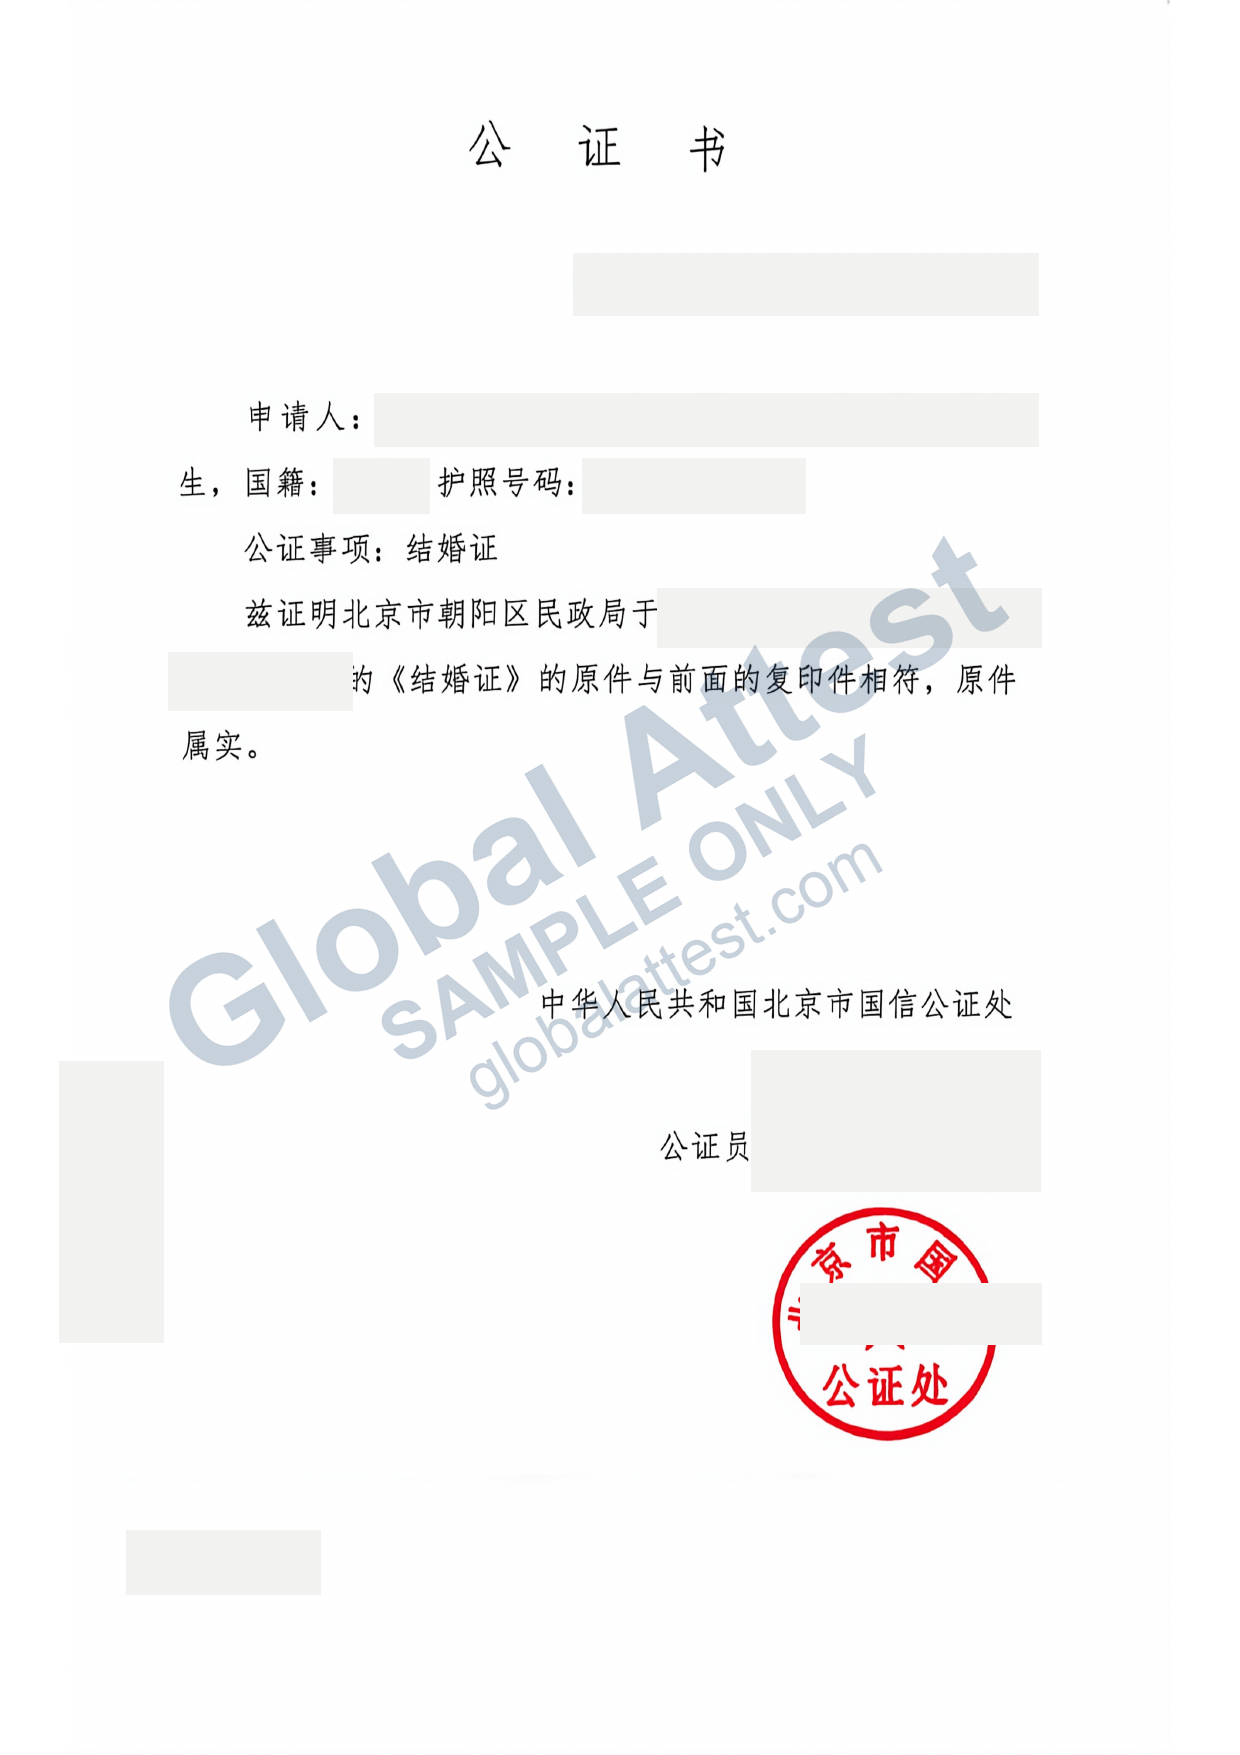 公 证 书
申请人:
生，国籍: 护照号码:
公证事项: 结婚证
兹证明北京市朝阳区民政局于
的《结婚证》的原件与前面的复印件相符，原件
属实。
Global Attest
SAMPLE ONLY
globalattest.com
中华人民共和国北京市国信公证处
公证员
京市国
公证处